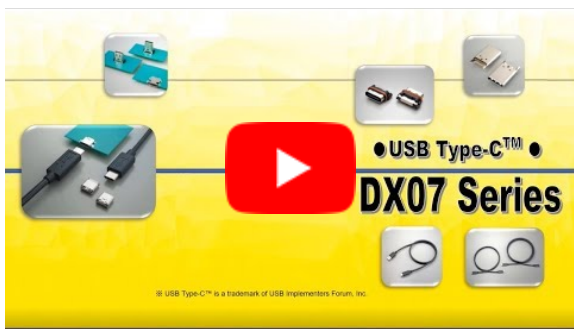 ●USB Type-C™ ●
DX07 Series
※ USB Type-C™ is a trademark of USB Implementers Forum, Inc.